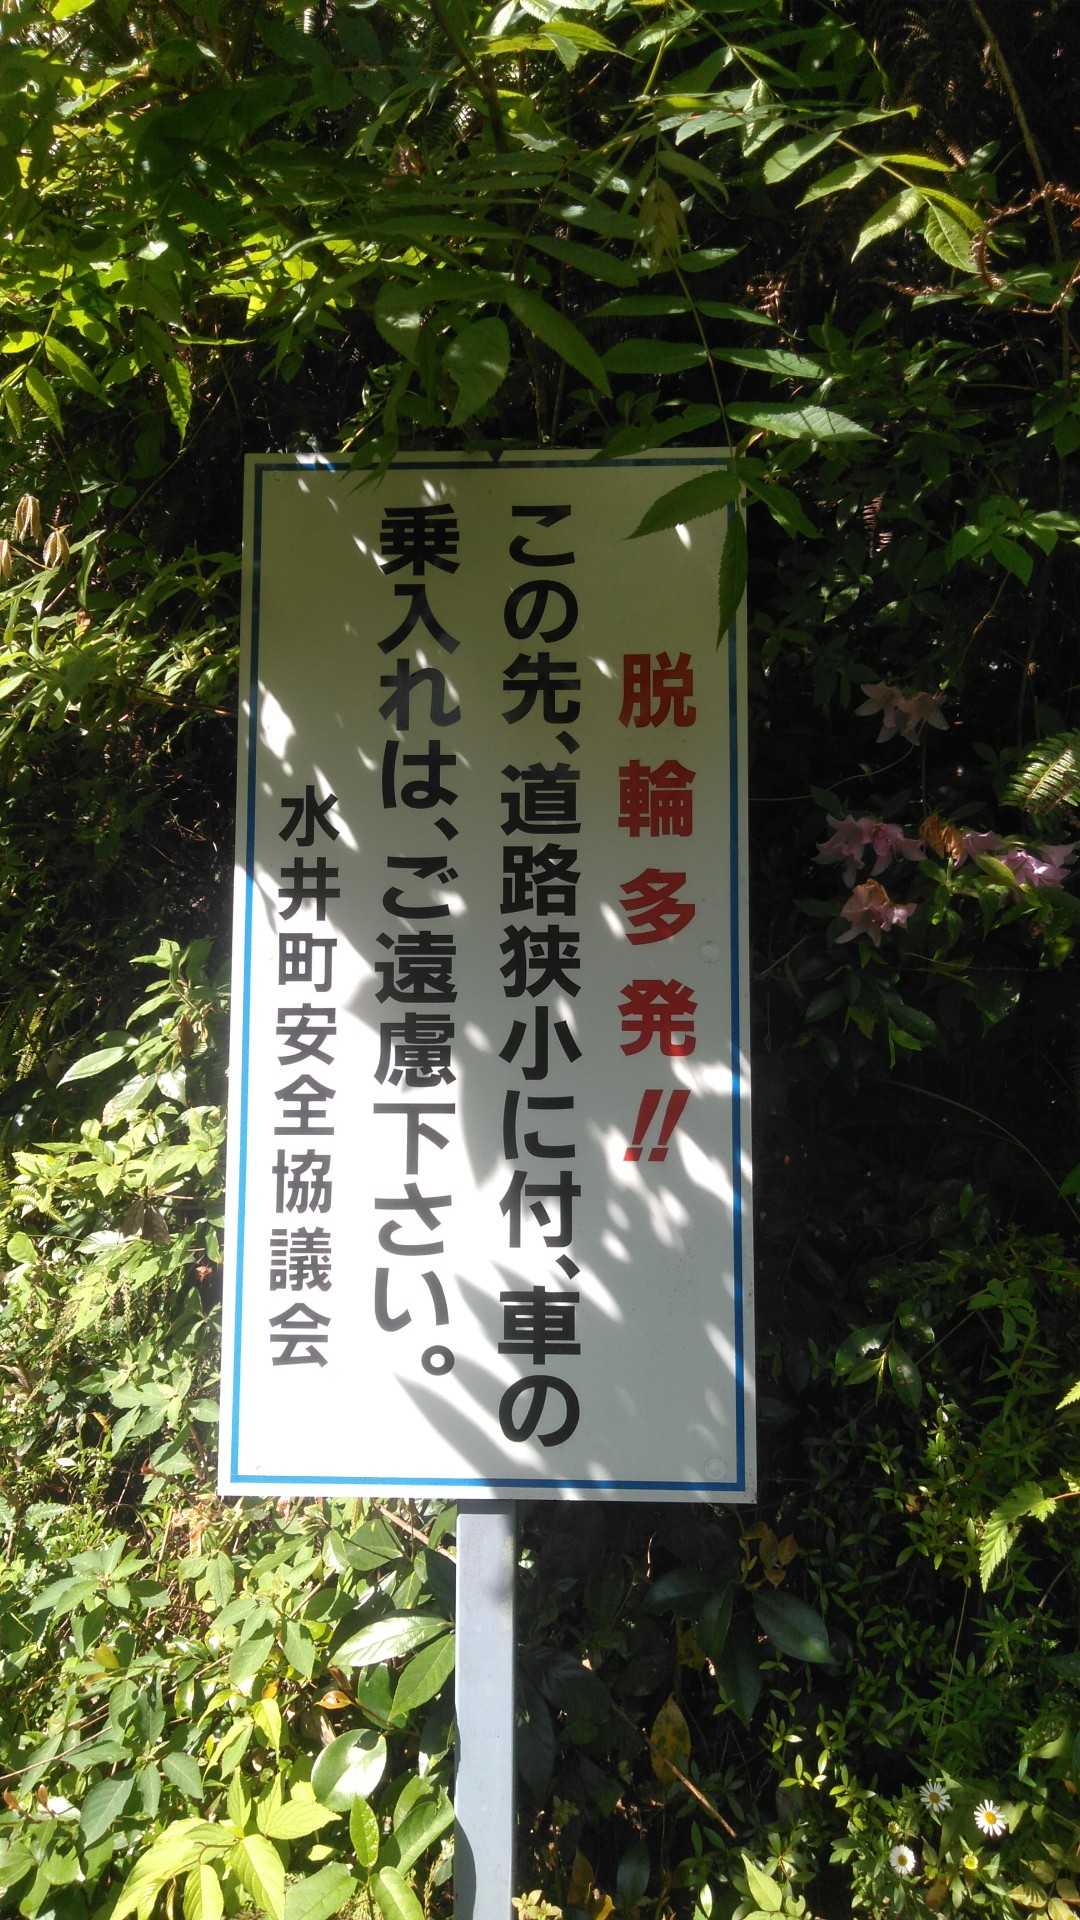 脱輪多発!!
この先、道路狭小に付、車の
乗入れは、ご遠慮下さい。
水井町安全協議会